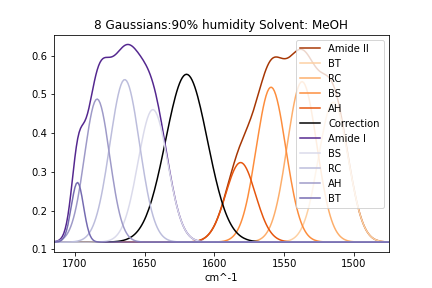 8 Gaussians:90% humidity Solvent: MeOH
0.6
0.5
0.4
0.3
0.2
0.1
1700
1650
1600
1550
1500
cm^-1
Amide II
BT
RC
BS
AH
Correction
Amide I
BS
RC
AH
BT